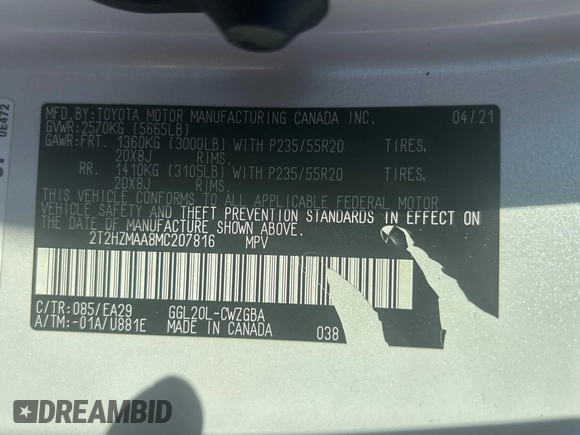 MFD.BY:TOYOTA MOTOR MANUFACTURING CANADA INC. 04/21
GVWR:2570KG (5665LB)
GAWR:FRT. 1360KG (3000LB) WITH P235/55R20 TIRES,
20X8J RIMS.
RR. 1410KG (3105LB) WITH P235/55R20 TIRES,
20X8J RIMS.
THIS VEHICLE CONFORMS TO ALL APPLICABLE FEDERAL MOTOR
VEHICLE SAFETY AND THEFT PREVENTION STANDARDS IN EFFECT ON
THE DATE OF MANUFACTURE SHOWN ABOVE.
2T2HZMAA8MC207816 MPV
C/TR:085/EA29 GGL20L-CWZGBA
A/TM:-01A/U881E MADE IN CANADA 038
0E472
DREAMBID